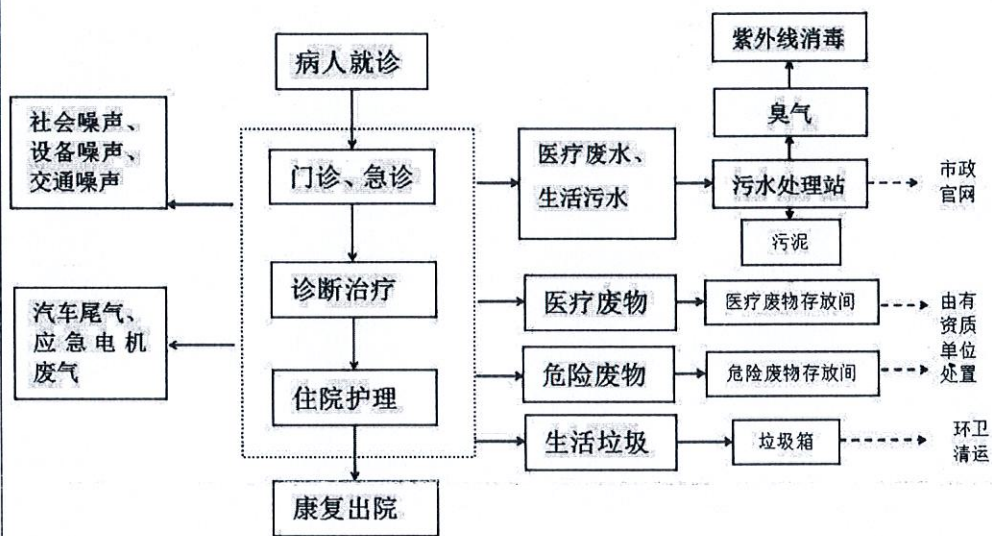 病人就诊
门诊、急诊
诊断治疗
住院护理
康复出院
社会噪声、
设备噪声、
交通噪声
汽车尾气、
应急电机
废气
医疗废水、
生活污水
紫外线消毒
臭气
污水处理站
污泥
市政
官网
医疗废物
医疗废物存放间
危险废物
危险废物存放间
由有
资质
单位
处置
生活垃圾
垃圾箱
环卫
清运